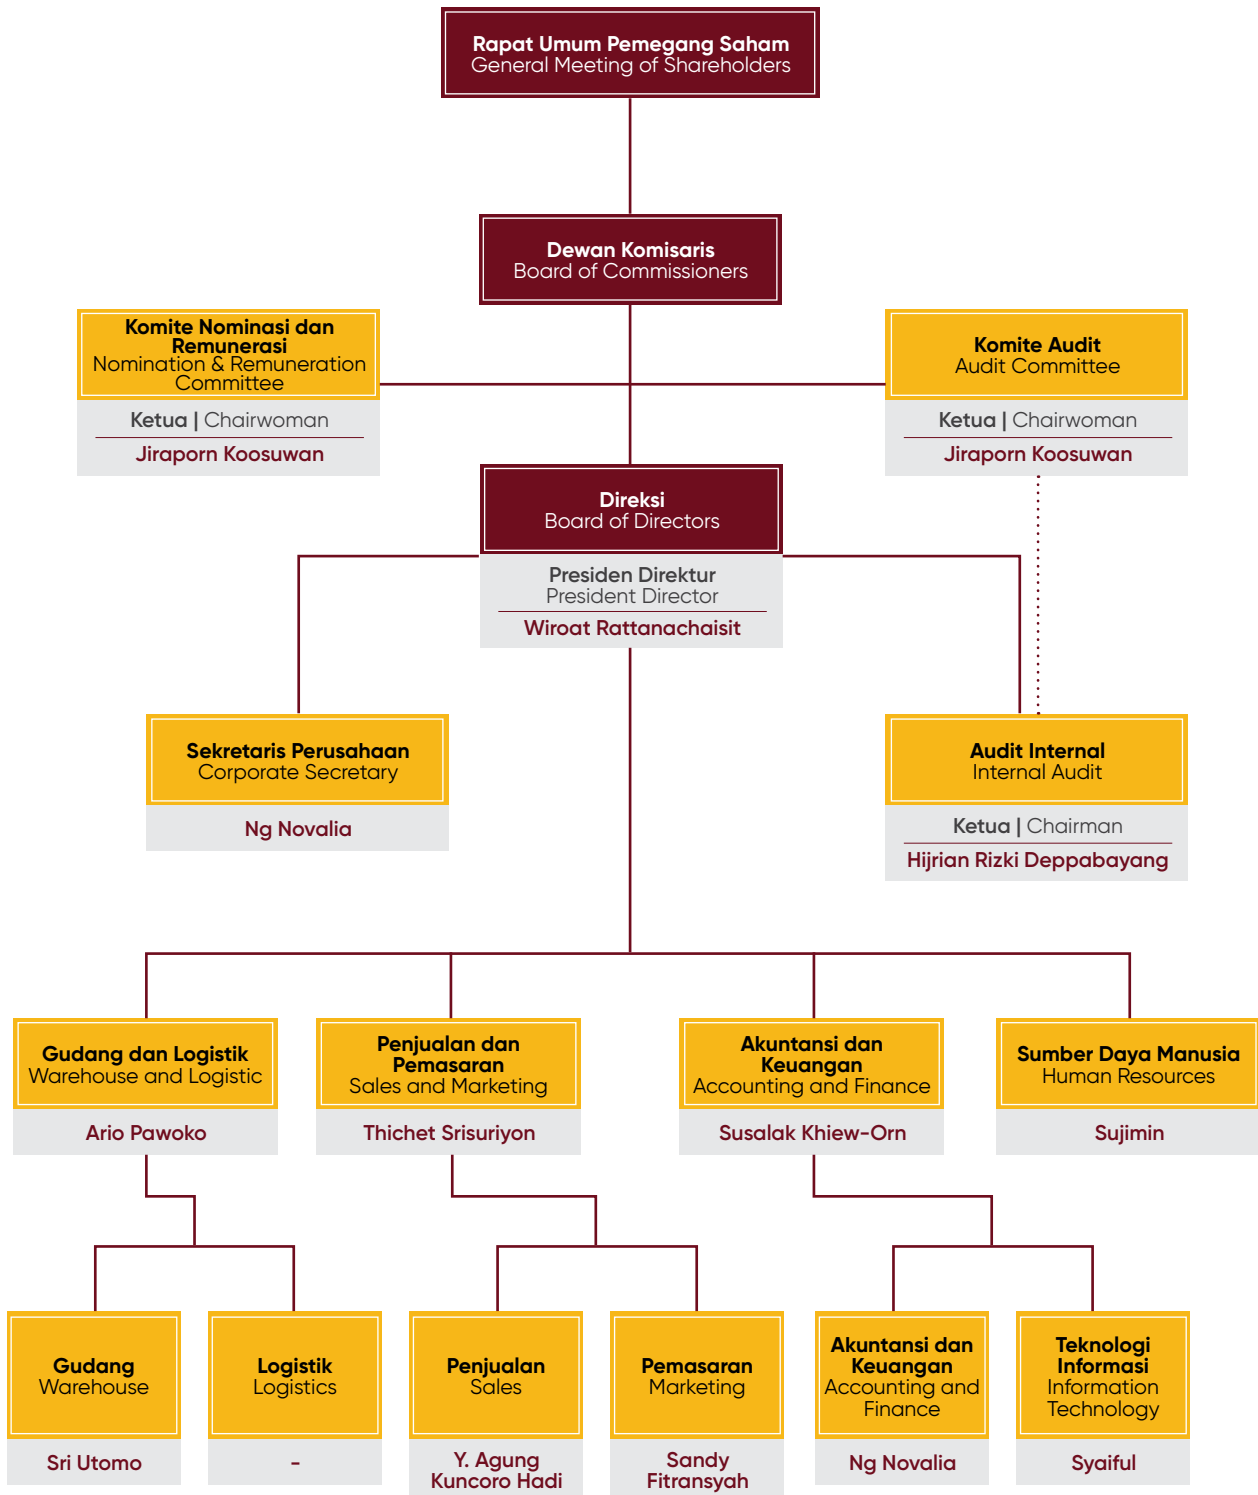 Rapat Umum Pemegang Saham
General Meeting of Shareholders
Dewan Komisaris
Board of Commissioners
Komite Nominasi dan
Remunerasi
Nomination & Remuneration
Committee
Ketua | Chairwoman
Jiraporn Koosuwan
Komite Audit
Audit Committee
Ketua | Chairwoman
Jiraporn Koosuwan
Direksi
Board of Directors
Presiden Direktur
President Director
Wiroat Rattanachaisit
Sekretaris Perusahaan
Corporate Secretary
Ng Novalia
Audit Internal
Internal Audit
Ketua | Chairman
Hijrian Rizki Deppabayang
Gudang dan Logistik
Warehouse and Logistic
Ario Pawoko
Penjualan dan
Pemasaran
Sales and Marketing
Thichet Srisuriyon
Akuntansi dan
Keuangan
Accounting and Finance
Susalak Khiew-Orn
Sumber Daya Manusia
Human Resources
Sujimin
Gudang
Warehouse
Sri Utomo
Logistik
Logistics
-
Penjualan
Sales
Y. Agung
Kuncoro Hadi
Pemasaran
Marketing
Sandy
Fitransyah
Akuntansi dan
Keuangan
Accounting and
Finance
Ng Novalia
Teknologi
Informasi
Information
Technology
Syaiful